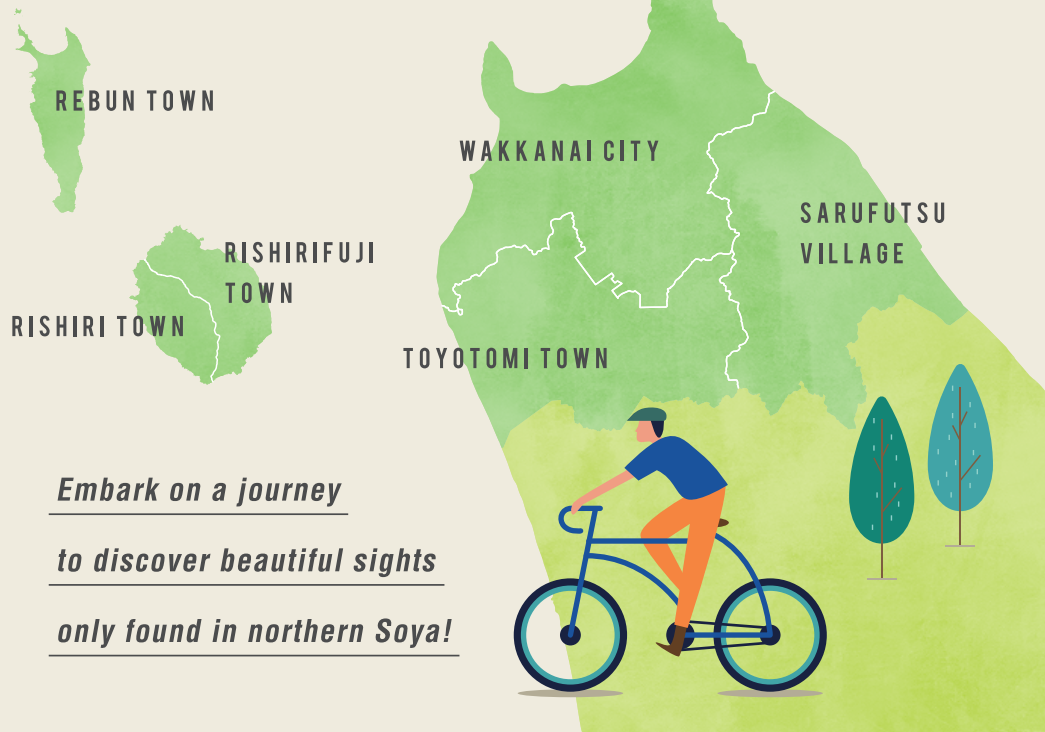 REBUN TOWN
WAKKANAI CITY
SARUFUTSU
VILLAGE
RISHIRIFUJI
TOWN
RISHIRI TOWN
TOYOTOMI TOWN
Embark on a journey
to discover beautiful sights
only found in northern Soya!